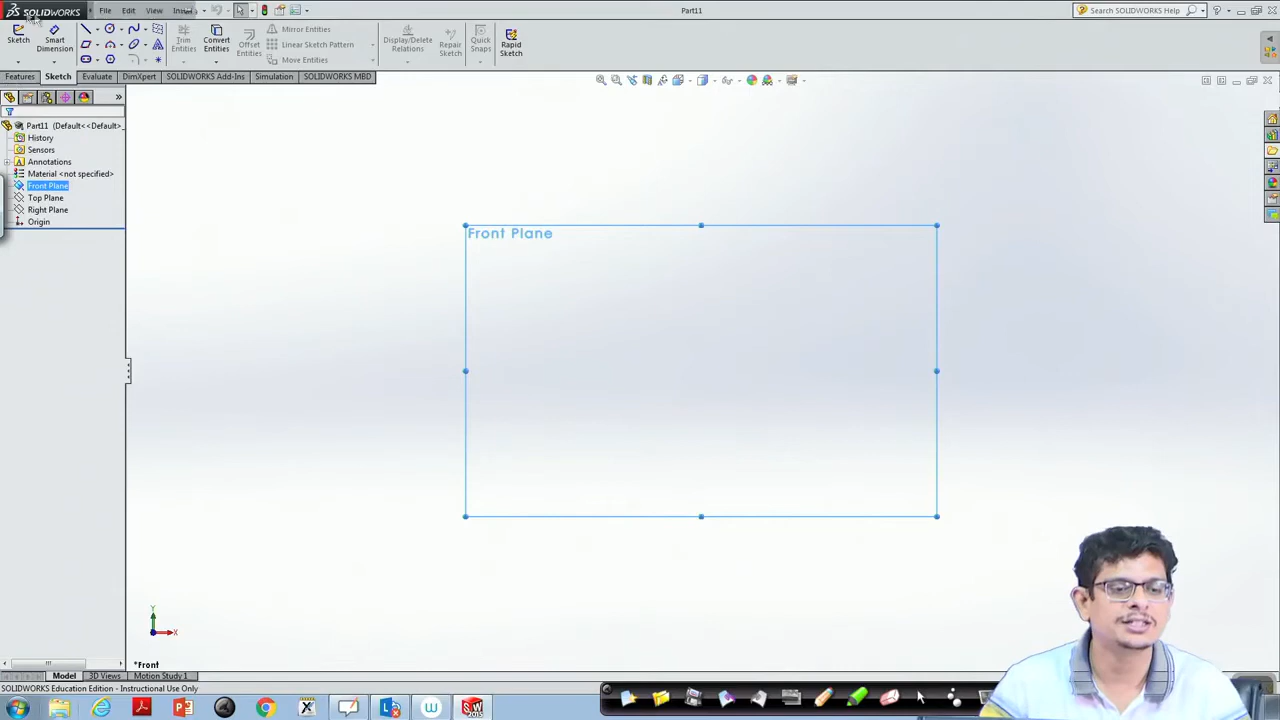 SOLIDWORKS File Edit View Part11 Search SOLIDWORKS Help
Sketch
Smart Dimension
Trim Entities
Convert Entities
Offset Entities
Mirror Entities
Linear Sketch Pattern
Move Entities
Display/Delete Relations
Repair Sketch
Quick Snaps
Rapid Sketch
Features Sketch Evaluate DimXpert SOLIDWORKS Add-Ins Simulation SOLIDWORKS MBD
Part11 (Default<<Default>_
History
Sensors
Annotations
Material <not specified>
Front Plane
Top Plane
Right Plane
Origin
Front Plane
Y
X
*Front
Model 3D Views Motion Study 1
SOLIDWORKS Education Edition - Instructional Use Only